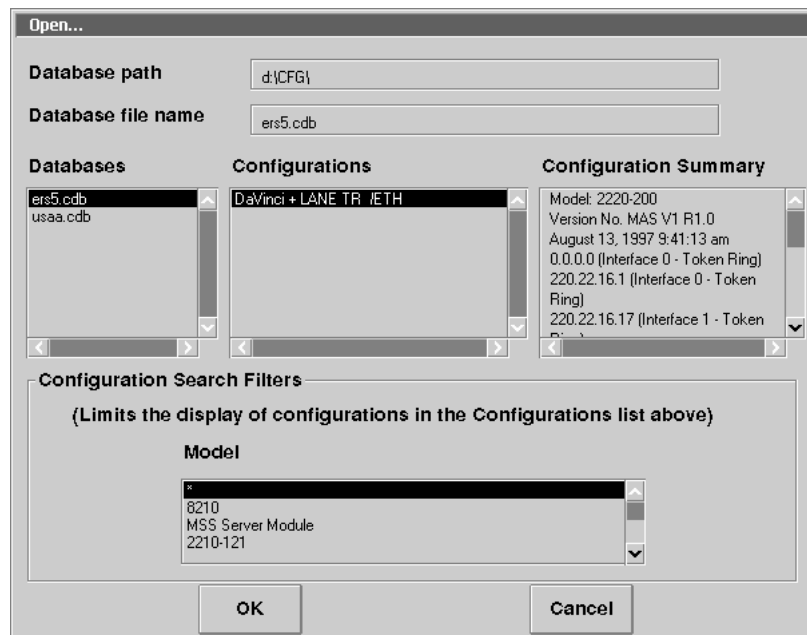 Open...
Database path
d:\CFG\
Database file name
ers5.cdb
Databases
Configurations
Configuration Summary
ers5.cdb
usaa.cdb
DaVinci + LANE TR /ETH
Model: 2220-200
Version No. MAS V1 R1.0
August 13, 1997 9:41:13 am
0.0.0.0 (Interface 0 - Token Ring)
220.22.16.1 (Interface 0 - Token
Ring)
220.22.16.17 (Interface 1 - Token
Configuration Search Filters
(Limits the display of configurations in the Configurations list above)
Model
*
8210
MSS Server Module
2210-121
OK
Cancel